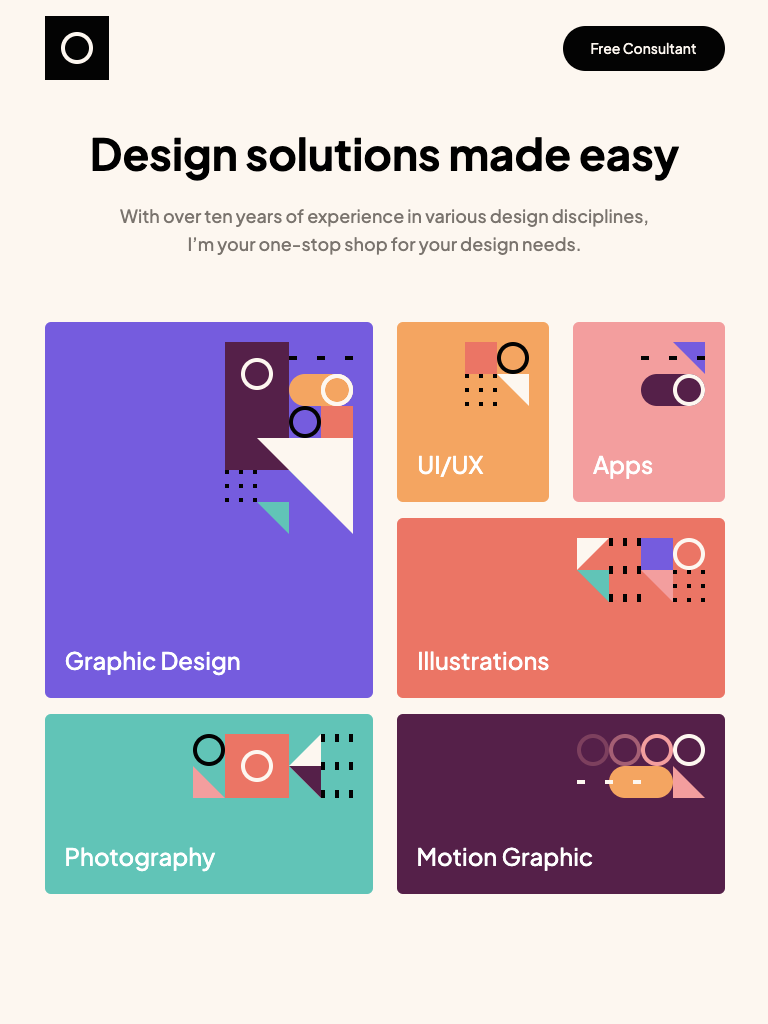 Free Consultant
Design solutions made easy
With over ten years of experience in various design disciplines,
I’m your one-stop shop for your design needs.
UI/UX
Apps
Graphic Design
Illustrations
Photography
Motion Graphic